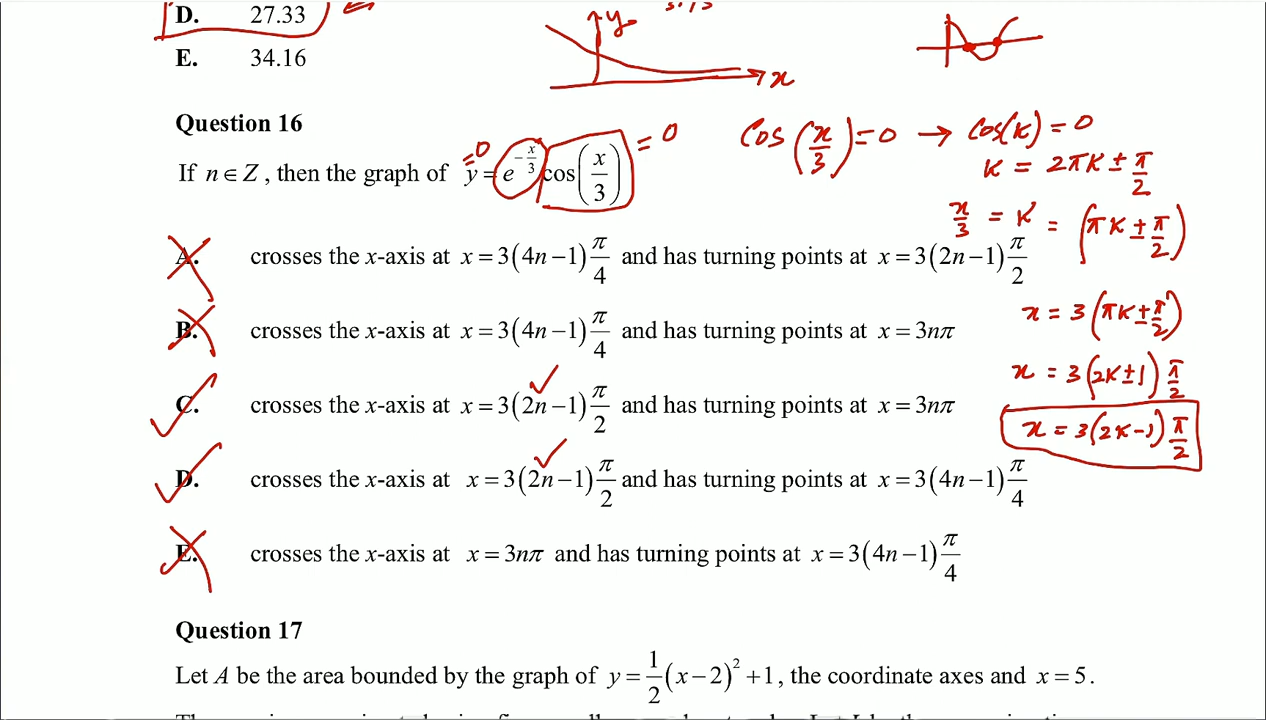 D. 27.33
E. 34.16
y
x
Question 16
If n ∈ Z, then the graph of y = e^{-x/3} cos(x/3)
=0
= 0
cos(x/3) = 0 → cos(K) = 0
K = 2πK ± π/2
x/3 = K = (πK ± π/2)
x = 3(πK ± π/2)
x = 3(2K ± 1) π/2
x = 3(2K - 1) π/2
A. crosses the x-axis at x = 3(4n − 1) π/4 and has turning points at x = 3(2n − 1) π/2
B. crosses the x-axis at x = 3(4n − 1) π/4 and has turning points at x = 3nπ
C. crosses the x-axis at x = 3(2n − 1) π/2 and has turning points at x = 3nπ
D. crosses the x-axis at x = 3(2n − 1) π/2 and has turning points at x = 3(4n − 1) π/4
E. crosses the x-axis at x = 3nπ and has turning points at x = 3(4n − 1) π/4
Question 17
Let A be the area bounded by the graph of y = 1/2 (x − 2)² + 1, the coordinate axes and x = 5.